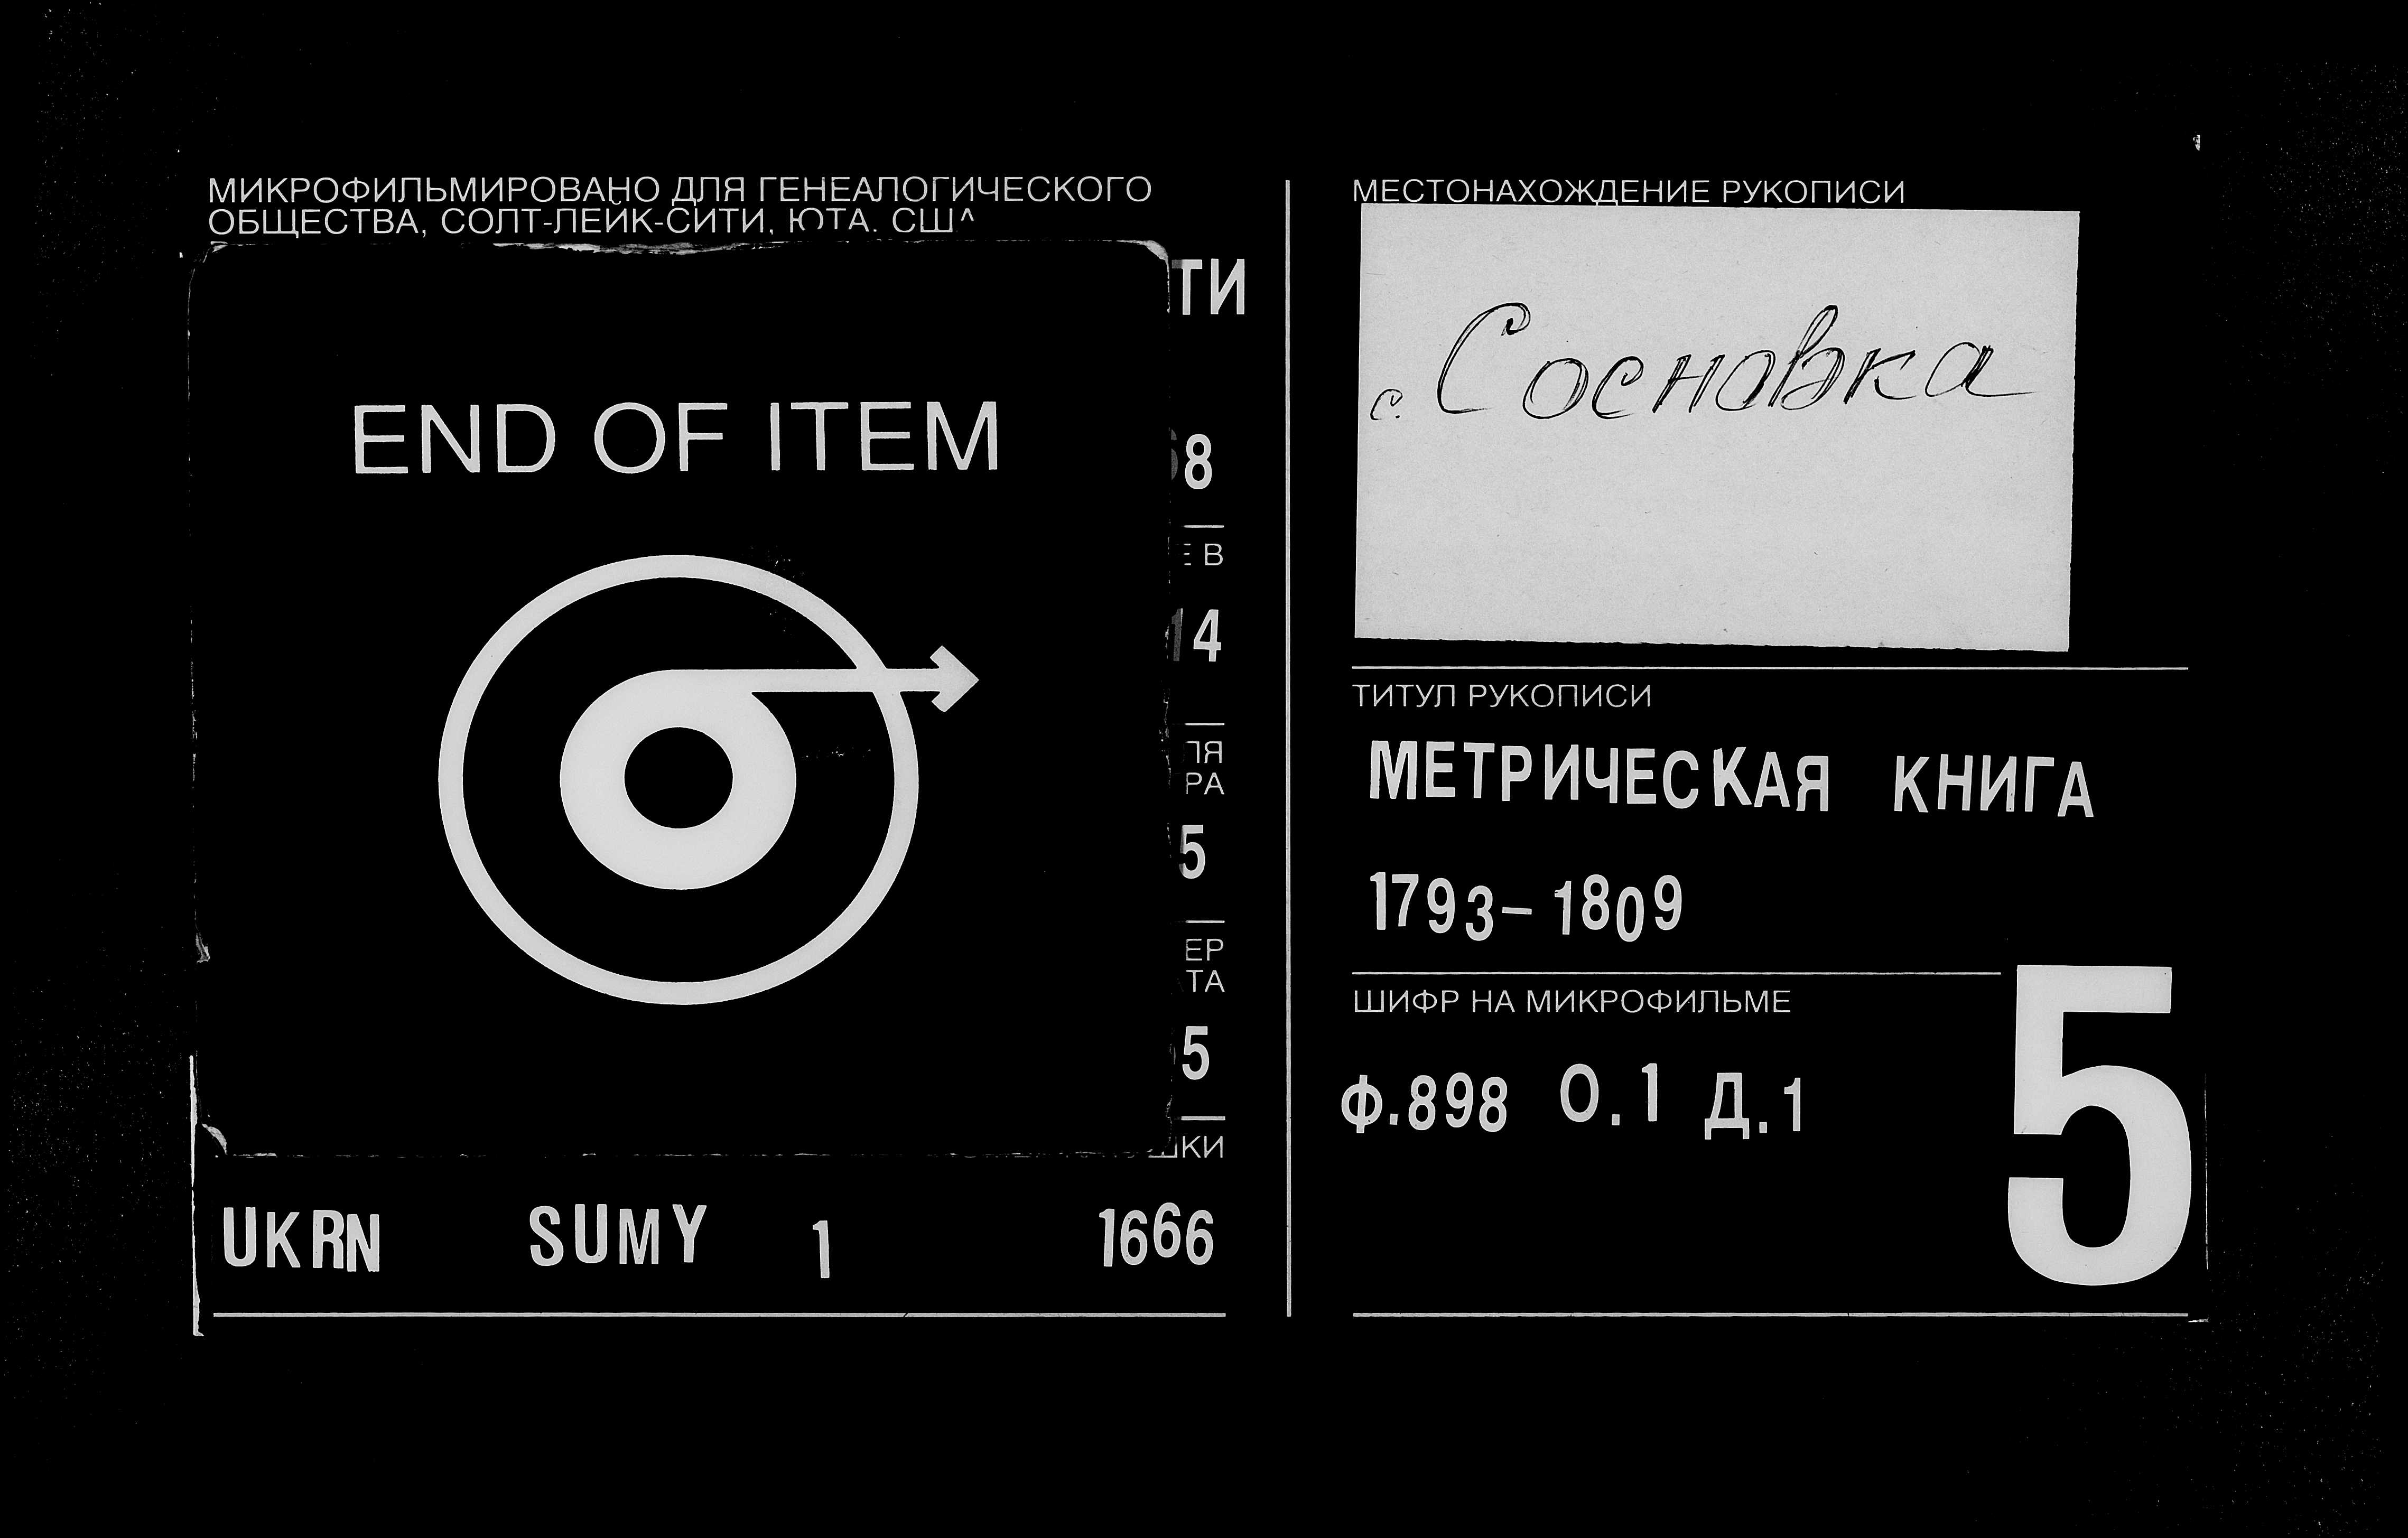 МИКРОФИЛЬМИРОВАНО ДЛЯ ГЕНЕАЛОГИЧЕСКОГО
ОБЩЕСТВА, СОЛТ-ЛЕЙК-СИТИ, ЮТА. США
END OF ITEM
UKRN SUMY 1 1666
МЕСТОНАХОЖДЕНИЕ РУКОПИСИ
с. Сосновка
ТИТУЛ РУКОПИСИ
МЕТРИЧЕСКАЯ КНИГА
1793-1809
ШИФР НА МИКРОФИЛЬМЕ
Ф.898 О.1 Д.1
5